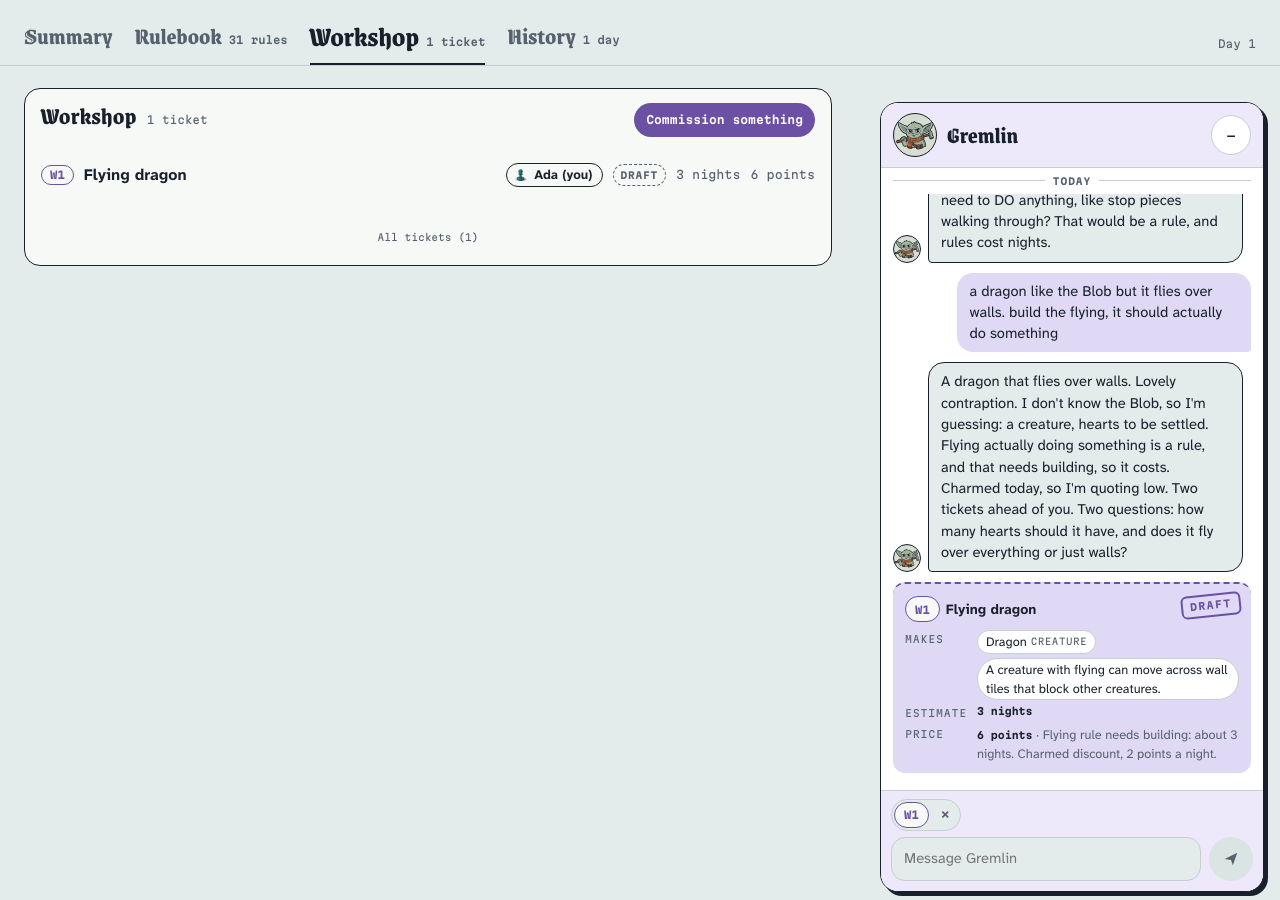 Summary
Rulebook 31 rules
Workshop 1 ticket
History 1 day
Day 1
Workshop 1 ticket
Commission something
W1 Flying dragon
Ada (you) DRAFT 3 nights 6 points
All tickets (1)
Gremlin
–
TODAY
need to DO anything, like stop pieces
walking through? That would be a rule, and
rules cost nights.
a dragon like the Blob but it flies over
walls. build the flying, it should actually
do something
A dragon that flies over walls. Lovely
contraption. I don't know the Blob, so I'm
guessing: a creature, hearts to be settled.
Flying actually doing something is a rule,
and that needs building, so it costs.
Charmed today, so I'm quoting low. Two
tickets ahead of you. Two questions: how
many hearts should it have, and does it fly
over everything or just walls?
W1 Flying dragon
DRAFT
MAKES
Dragon CREATURE
A creature with flying can move across wall
tiles that block other creatures.
ESTIMATE 3 nights
PRICE 6 points · Flying rule needs building: about 3
nights. Charmed discount, 2 points a night.
W1 ×
Message Gremlin